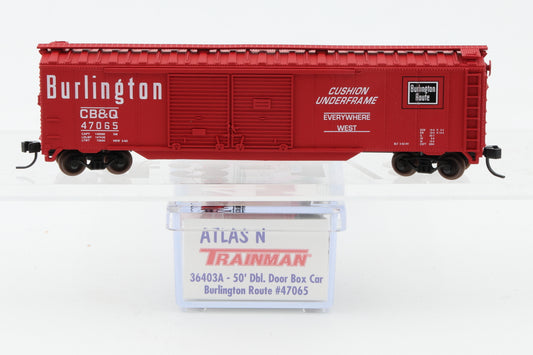 Burlington
CB&Q
47065
CUSHION
UNDERFRAME
EVERYWHERE
WEST
Burlington
Route
ATLAS N
TRAINMAN
36403A - 50' Dbl. Door Box Car
Burlington Route #47065